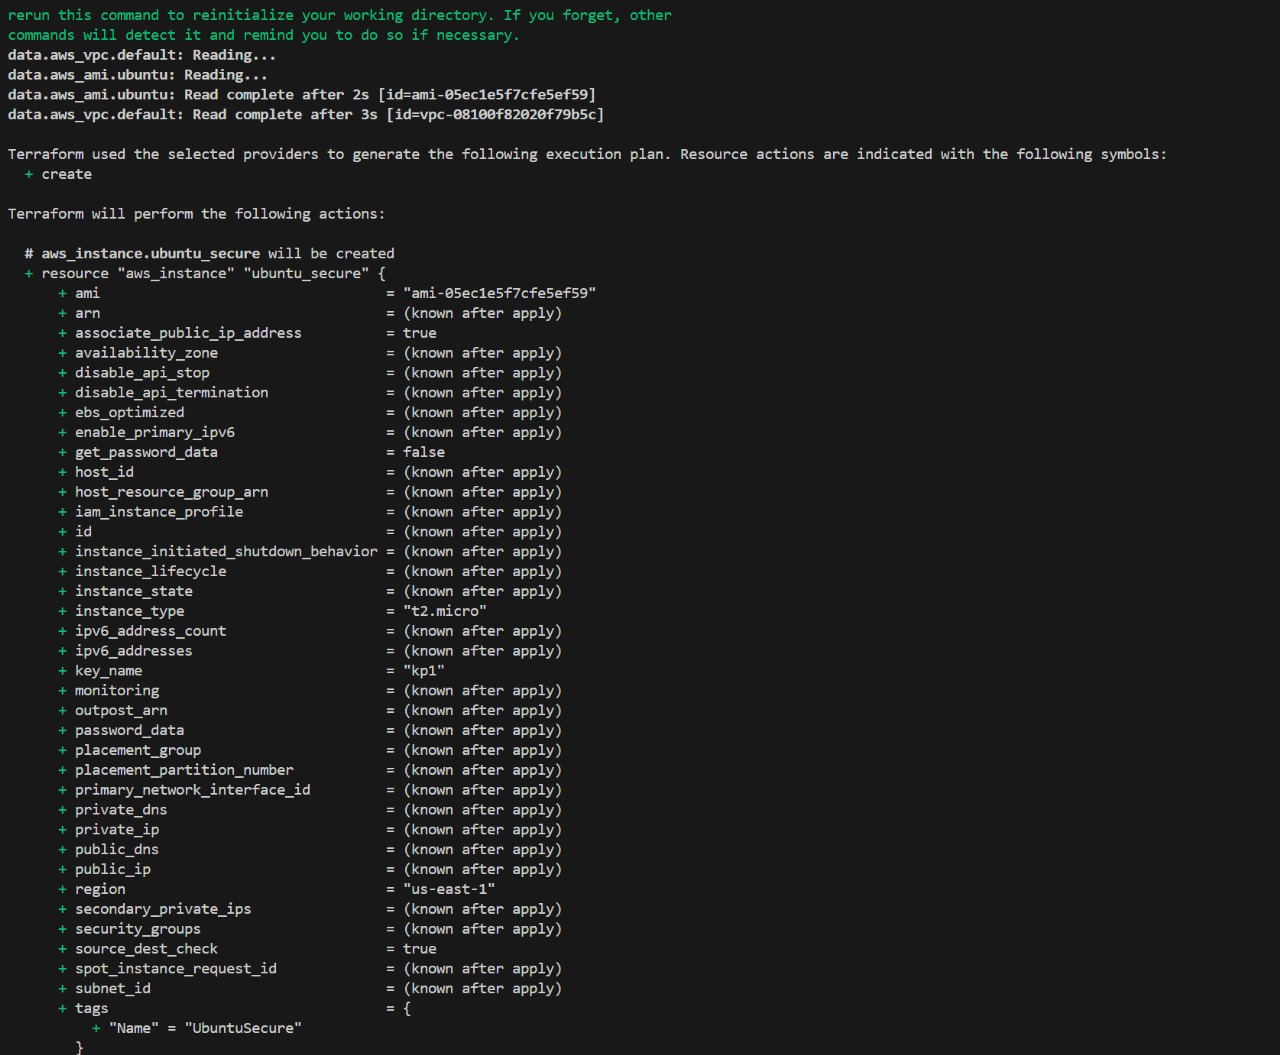 rerun this command to reinitialize your working directory. If you forget, other
commands will detect it and remind you to do so if necessary.
data.aws_vpc.default: Reading...
data.aws_ami.ubuntu: Reading...
data.aws_ami.ubuntu: Read complete after 2s [id=ami-05ec1e5f7cfe5ef59]
data.aws_vpc.default: Read complete after 3s [id=vpc-08100f82020f79b5c]

Terraform used the selected providers to generate the following execution plan. Resource actions are indicated with the following symbols:
  + create

Terraform will perform the following actions:

  # aws_instance.ubuntu_secure will be created
  + resource "aws_instance" "ubuntu_secure" {
      + ami                                  = "ami-05ec1e5f7cfe5ef59"
      + arn                                  = (known after apply)
      + associate_public_ip_address          = true
      + availability_zone                    = (known after apply)
      + disable_api_stop                     = (known after apply)
      + disable_api_termination              = (known after apply)
      + ebs_optimized                        = (known after apply)
      + enable_primary_ipv6                  = (known after apply)
      + get_password_data                    = false
      + host_id                              = (known after apply)
      + host_resource_group_arn              = (known after apply)
      + iam_instance_profile                 = (known after apply)
      + id                                   = (known after apply)
      + instance_initiated_shutdown_behavior = (known after apply)
      + instance_lifecycle                   = (known after apply)
      + instance_state                       = (known after apply)
      + instance_type                        = "t2.micro"
      + ipv6_address_count                   = (known after apply)
      + ipv6_addresses                       = (known after apply)
      + key_name                             = "kp1"
      + monitoring                           = (known after apply)
      + outpost_arn                          = (known after apply)
      + password_data                        = (known after apply)
      + placement_group                      = (known after apply)
      + placement_partition_number           = (known after apply)
      + primary_network_interface_id         = (known after apply)
      + private_dns                          = (known after apply)
      + private_ip                           = (known after apply)
      + public_dns                           = (known after apply)
      + public_ip                            = (known after apply)
      + region                               = "us-east-1"
      + secondary_private_ips                = (known after apply)
      + security_groups                      = (known after apply)
      + source_dest_check                    = true
      + spot_instance_request_id             = (known after apply)
      + subnet_id                            = (known after apply)
      + tags                                 = {
          + "Name" = "UbuntuSecure"
        }